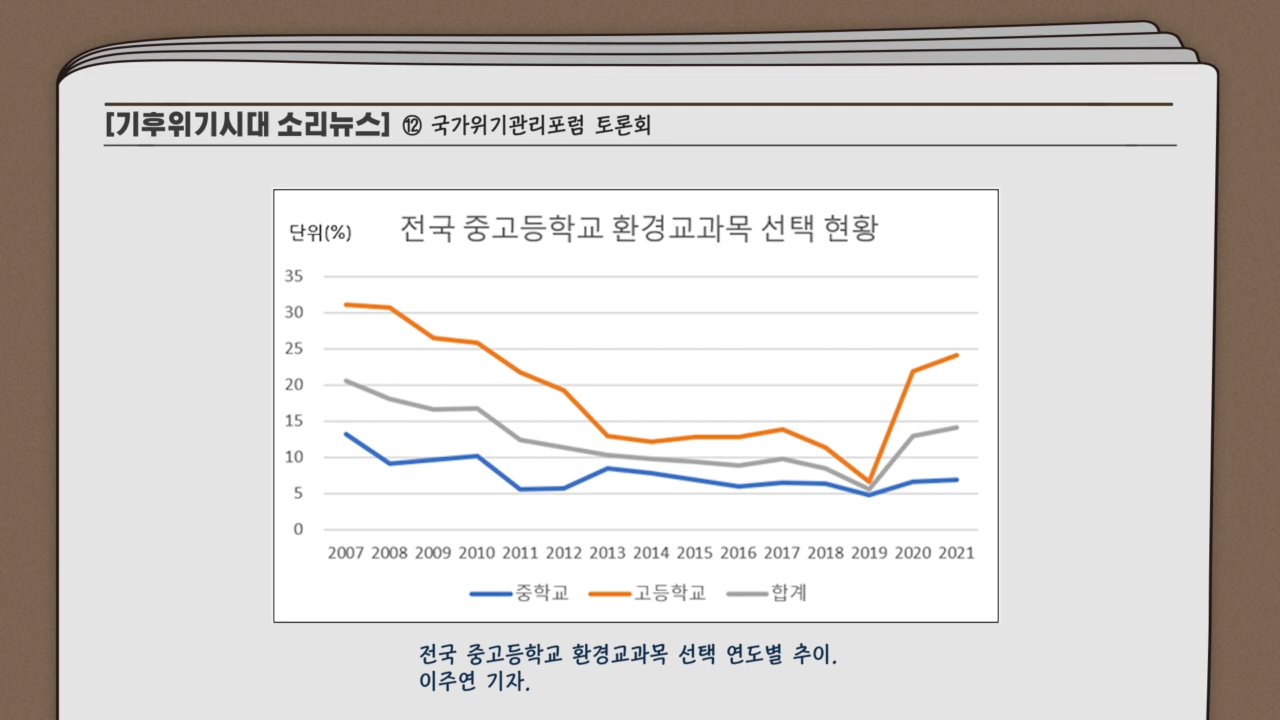 [기후위기시대 소리뉴스] ⑫ 국가위기관리포럼 토론회
단위(%) 전국 중고등학교 환경교과목 선택 현황
35
30
25
20
15
10
5
0
2007 2008 2009 2010 2011 2012 2013 2014 2015 2016 2017 2018 2019 2020 2021
중학교 고등학교 합계
전국 중고등학교 환경교과목 선택 연도별 추이.
이주연 기자.